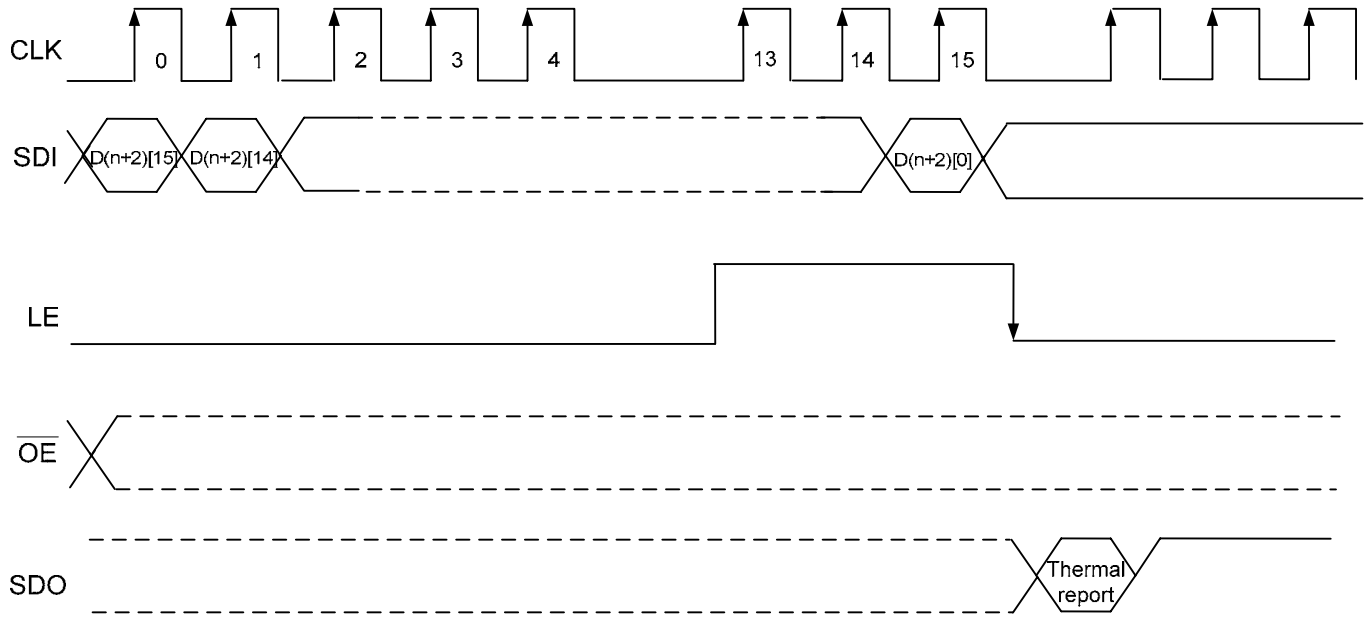 CLK
0 1 2 3 4 13 14 15
SDI
D(n+2)[15] D(n+2)[14] D(n+2)[0]
LE
OE
SDO
Thermal
report